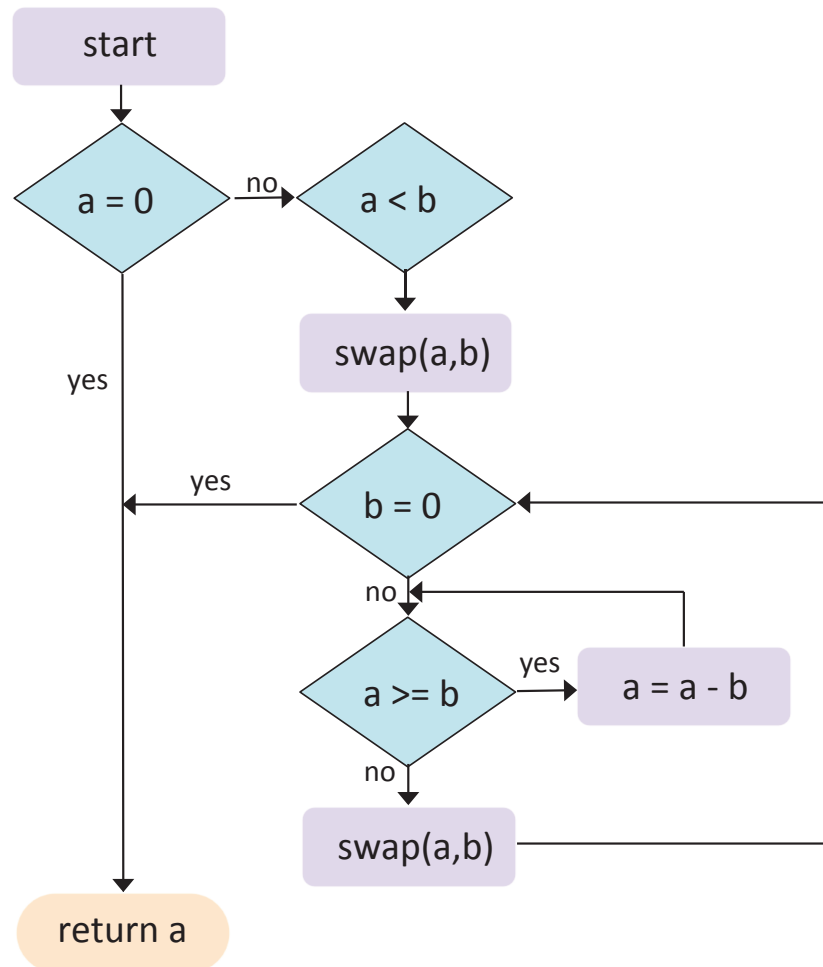 start
a = 0
no
a < b
swap(a,b)
yes
yes
b = 0
no
a >= b
yes
a = a - b
no
swap(a,b)
return a